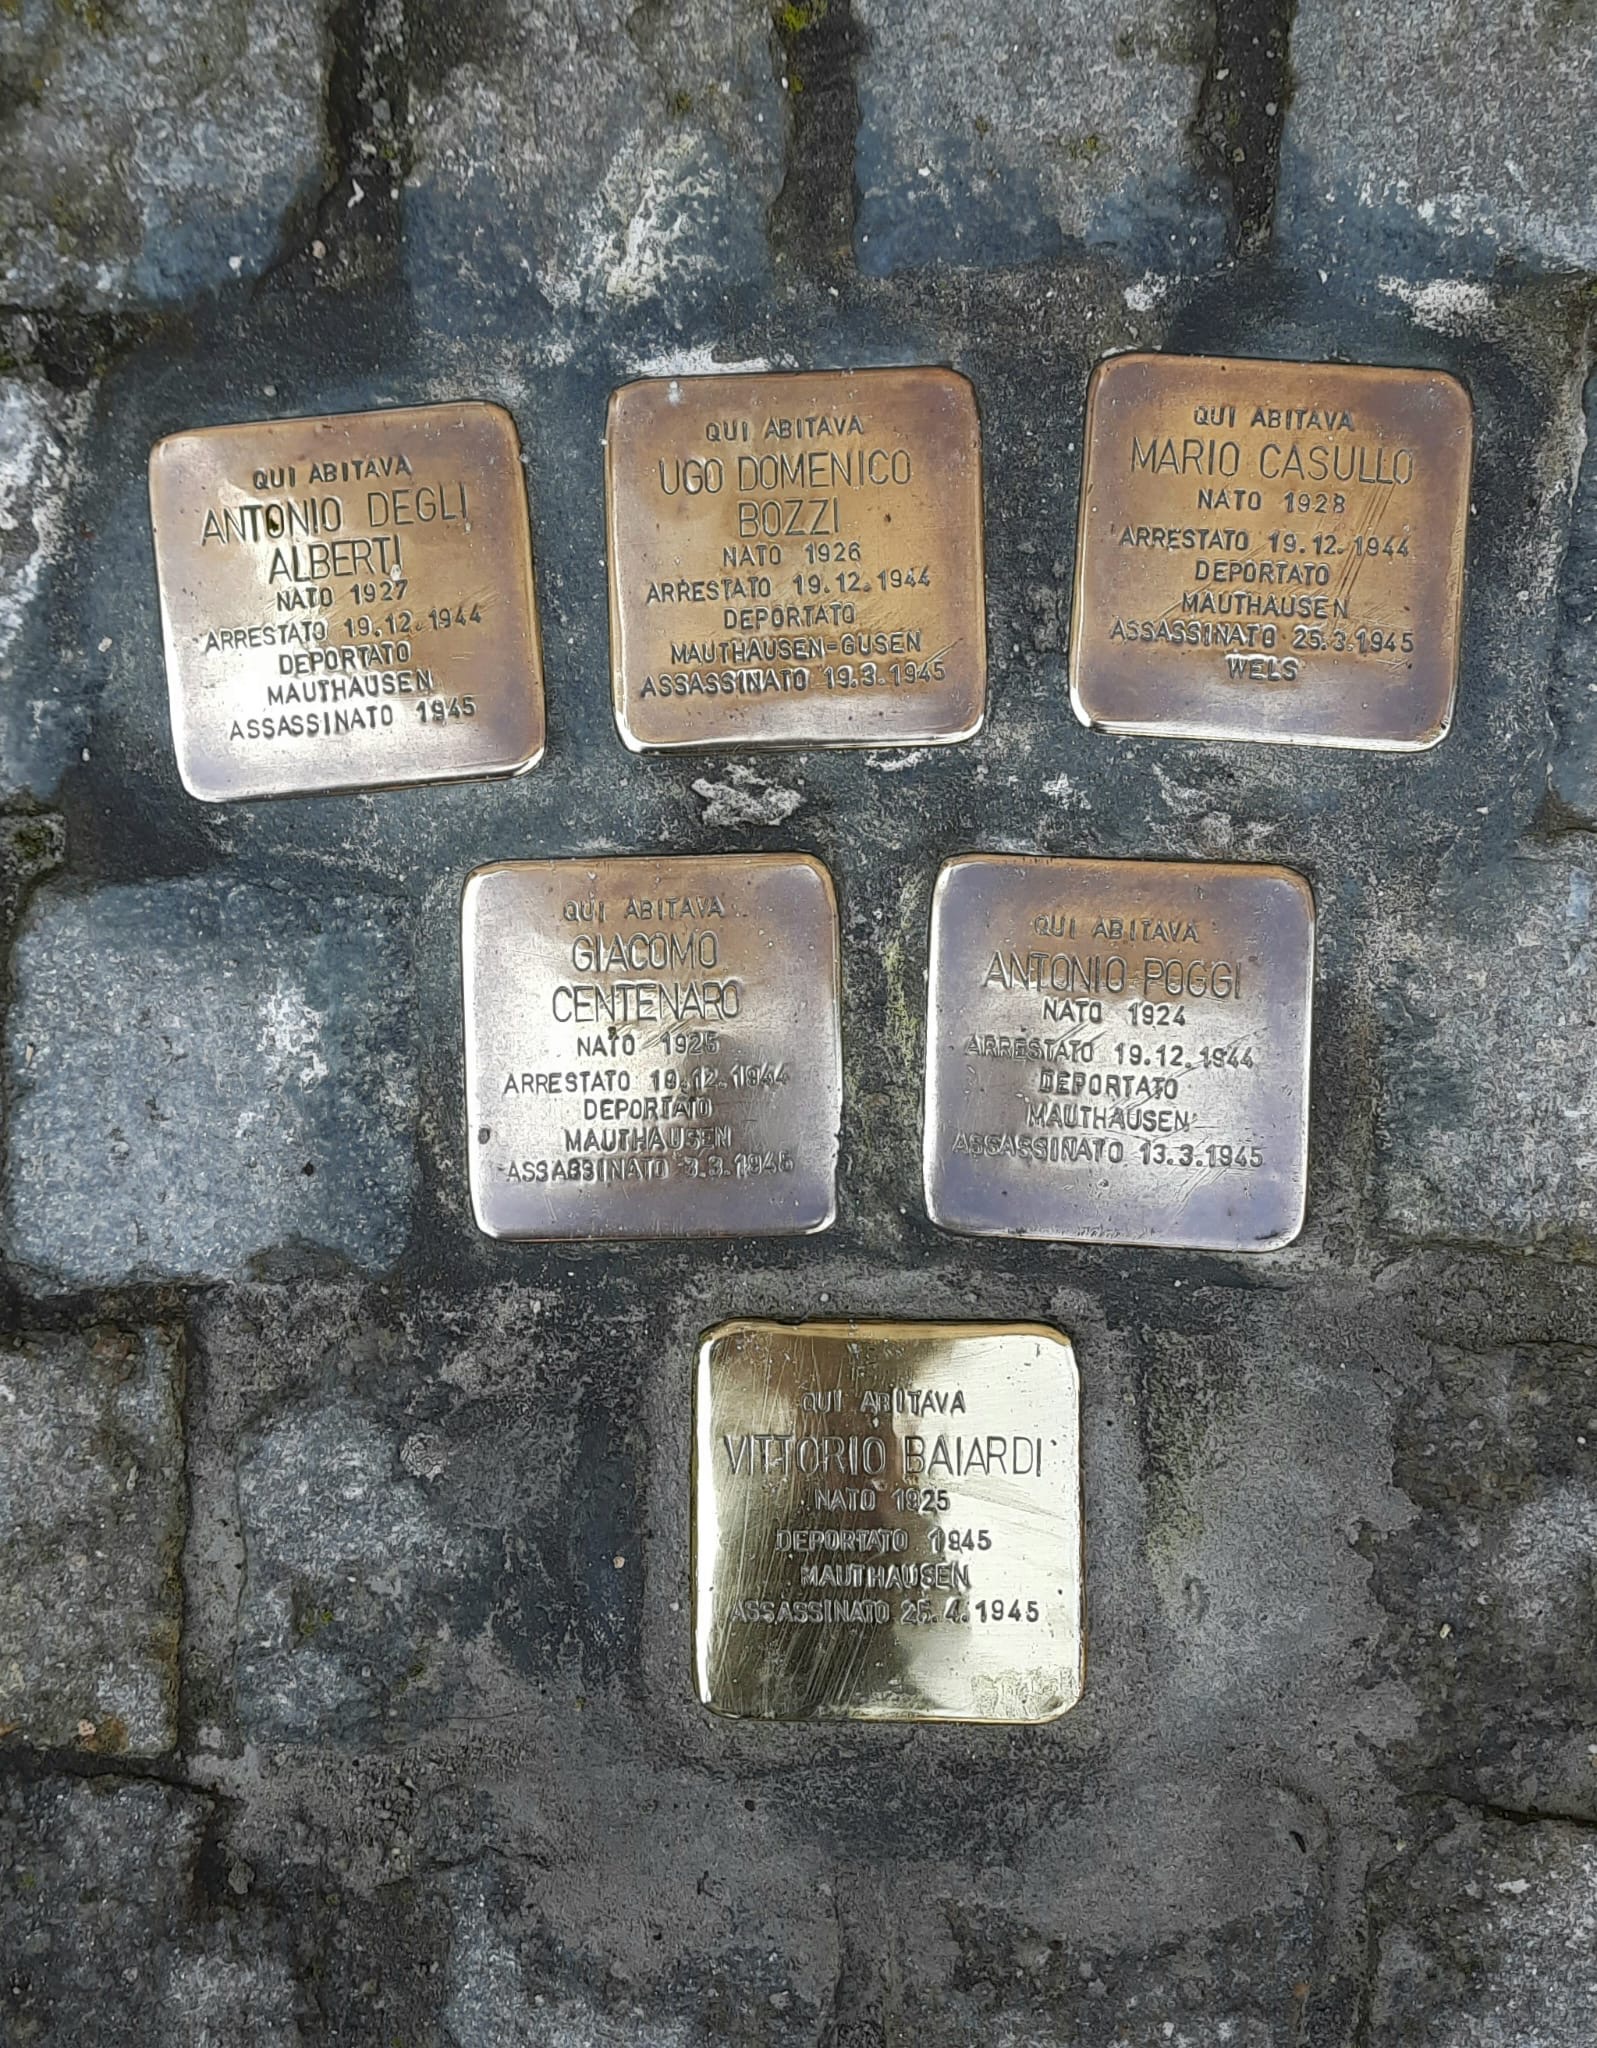 QUI ABITAVA
ANTONIO DEGLI
ALBERTI
NATO 1927
ARRESTATO 19.12.1944
DEPORTATO
MAUTHAUSEN
ASSASSINATO 1945
QUI ABITAVA
UGO DOMENICO
BOZZI
NATO 1926
ARRESTATO 19.12.1944
DEPORTATO
MAUTHAUSEN-GUSEN
ASSASSINATO 19.3.1945
QUI ABITAVA
MARIO CASULLO
NATO 1928
ARRESTATO 19.12.1944
DEPORTATO
MAUTHAUSEN
ASSASSINATO 25.3.1945
WELS
QUI ABITAVA
GIACOMO
CENTENARO
NATO 1925
ARRESTATO 19.12.1944
DEPORTATO
MAUTHAUSEN
ASSASSINATO 3.3.1945
QUI ABITAVA
ANTONIO POGGI
NATO 1924
ARRESTATO 19.12.1944
DEPORTATO
MAUTHAUSEN
ASSASSINATO 13.3.1945
QUI ABITAVA
VITTORIO BAIARDI
NATO 1925
DEPORTATO 1945
MAUTHAUSEN
ASSASSINATO 25.4.1945